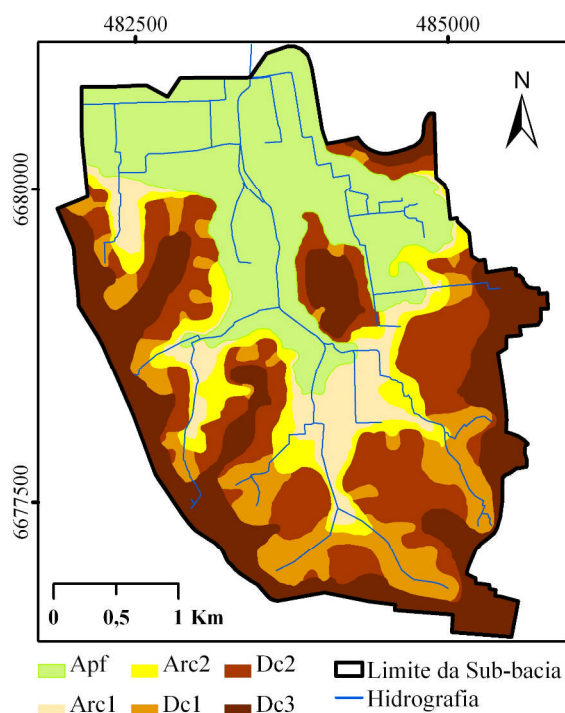 482500 485000
N
6680000
6677500
0 0,5 1 Km
Apf Arc2 Dc2 Limite da Sub-bacia
Arc1 Dc1 Dc3 Hidrografia